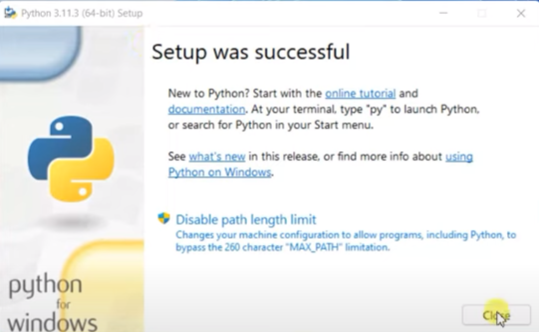 Python 3.11.3 (64-bit) Setup
Setup was successful
New to Python? Start with the online tutorial and
documentation. At your terminal, type "py" to launch Python,
or search for Python in your Start menu.
See what's new in this release, or find more info about using
Python on Windows.
Disable path length limit
Changes your machine configuration to allow programs, including Python, to
bypass the 260 character "MAX_PATH" limitation.
python
for
windows
Close